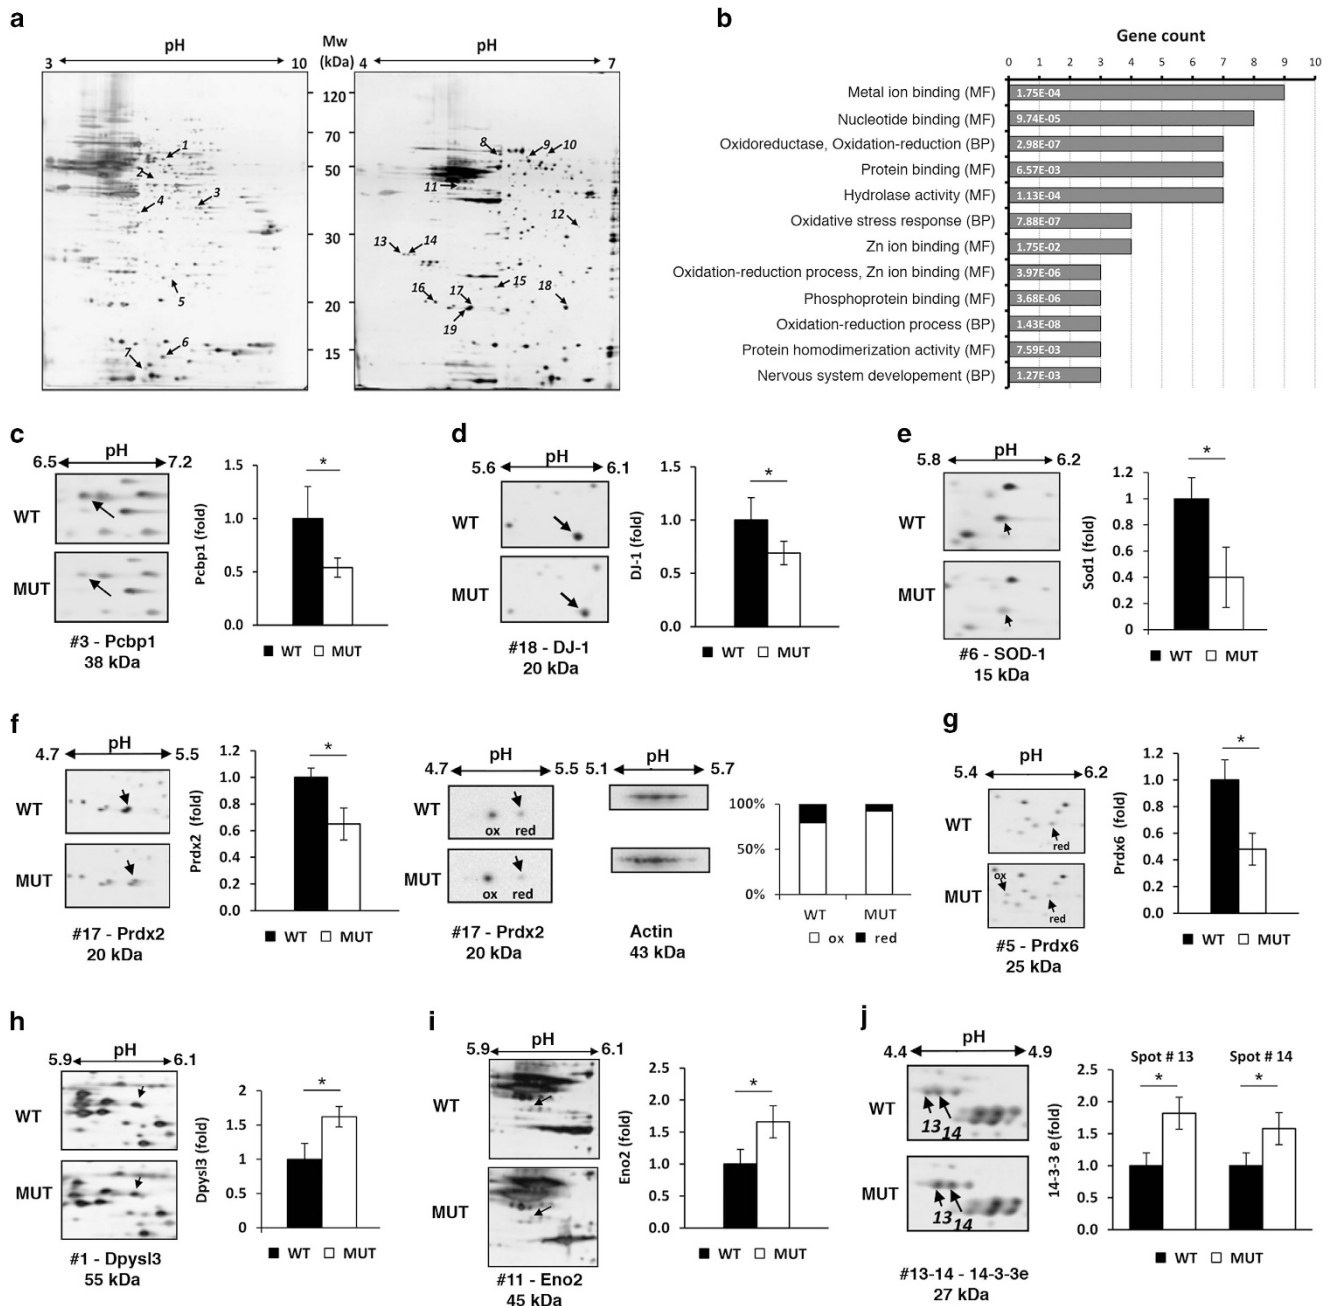 a
pH
3
10
Mw
(kDa)
4
pH
7
120
70
50
30
20
15
1
2
3
4
5
6
7
8
9
10
11
12
13
14
15
16
17
18
19
b
Gene count
0 1 2 3 4 5 6 7 8 9 10
Metal ion binding (MF) 1.75E-04
Nucleotide binding (MF) 9.74E-05
Oxidoreductase, Oxidation-reduction (BP) 2.98E-07
Protein binding (MF) 6.57E-03
Hydrolase activity (MF) 1.13E-04
Oxidative stress response (BP) 7.88E-07
Zn ion binding (MF) 1.75E-02
Oxidation-reduction process, Zn ion binding (MF) 3.97E-06
Phosphoprotein binding (MF) 3.68E-06
Oxidation-reduction process (BP) 1.43E-08
Protein homodimerization activity (MF) 7.59E-03
Nervous system developement (BP) 1.27E-03
c
pH
6.5
7.2
WT
MUT
#3 - Pcbp1
38 kDa
Pcbp1 (fold)
1.5
1.0
0.5
0.0
*
WT MUT
d
pH
5.6
6.1
WT
MUT
#18 - DJ-1
20 kDa
DJ-1 (fold)
1.5
1.0
0.5
0.0
*
WT MUT
e
pH
5.8
6.2
WT
MUT
#6 - SOD-1
15 kDa
Sod1 (fold)
1.2
1
0.8
0.6
0.4
0.2
0
*
WT MUT
f
pH
4.7
5.5
WT
MUT
#17 - Prdx2
20 kDa
Prdx2 (fold)
1.2
1.0
0.8
0.6
0.4
0.2
0.0
*
WT MUT
pH
4.7
5.5
WT
ox red
MUT
ox red
#17 - Prdx2
20 kDa
pH
5.1
5.7
Actin
43 kDa
100%
50%
0%
WT MUT
ox red
g
pH
5.4
6.2
WT
red
MUT
ox
red
#5 - Prdx6
25 kDa
Prdx6 (fold)
1.2
1.0
0.8
0.6
0.4
0.2
0.0
*
WT MUT
h
pH
5.9
6.1
WT
MUT
#1 - Dpysl3
55 kDa
Dpysl3 (fold)
2
1.5
1
0.5
0
*
WT MUT
i
pH
5.9
6.1
WT
MUT
#11 - Eno2
45 kDa
Eno2 (fold)
2.5
2.0
1.5
1.0
0.5
0.0
*
WT MUT
j
pH
4.4
4.9
WT
13 14
MUT
13 14
#13-14 - 14-3-3e
27 kDa
14-3-3 e (fold)
2.5
2.0
1.5
1.0
0.5
0.0
Spot # 13
Spot # 14
*
*
WT MUT